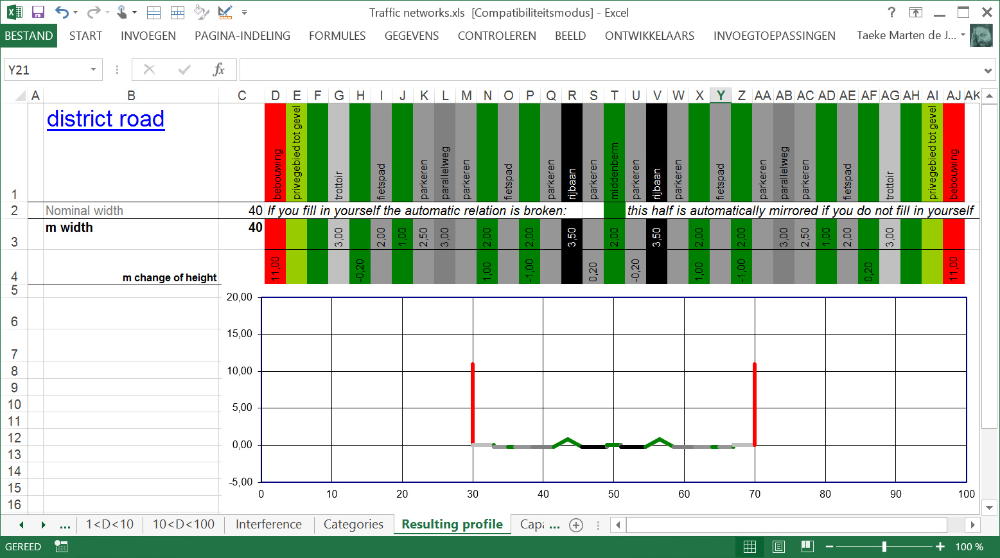 Traffic networks.xls  [Compatibiliteitsmodus] - Excel
?
BESTAND START INVOEGEN PAGINA-INDELING FORMULES GEGEVENS CONTROLEREN BEELD ONTWIKKELAARS INVOEGTOEPASSINGEN Taeke Marten de J...
Y21 fx
A B C D E F G H I J K L M N O P Q R S T U V W X Y Z AA AB AC AD AE AF AG AH AI AJ AK
1 district road bebouwing privegebied tot gevel trottoir fietspad parkeren parallelweg parkeren fietspad parkeren rijbaan parkeren middenberm parkeren rijbaan parkeren fietspad parkeren parallelweg parkeren fietspad trottoir privegebied tot gevel bebouwing
2 Nominal width 40 If you fill in yourself the automatic relation is broken: this half is automatically mirrored if you do not fill in yourself
3 m width 40 3,00 2,00 1,00 2,50 3,00 2,00 2,00 3,50 2,00 3,50 2,00 2,00 3,00 2,50 1,00 2,00 3,00
4 m change of height 11,00 -0,20 1,00 -1,00 0,20 -0,20 1,00 -1,00 0,20 11,00
5
6
7
8
9
10
11
12
13
14
15
16
20,00
15,00
10,00
5,00
0,00
-5,00
0 10 20 30 40 50 60 70 80 90 100
... 1<D<10 10<D<100 Interference Categories Resulting profile Capa ...
GEREED 100 %